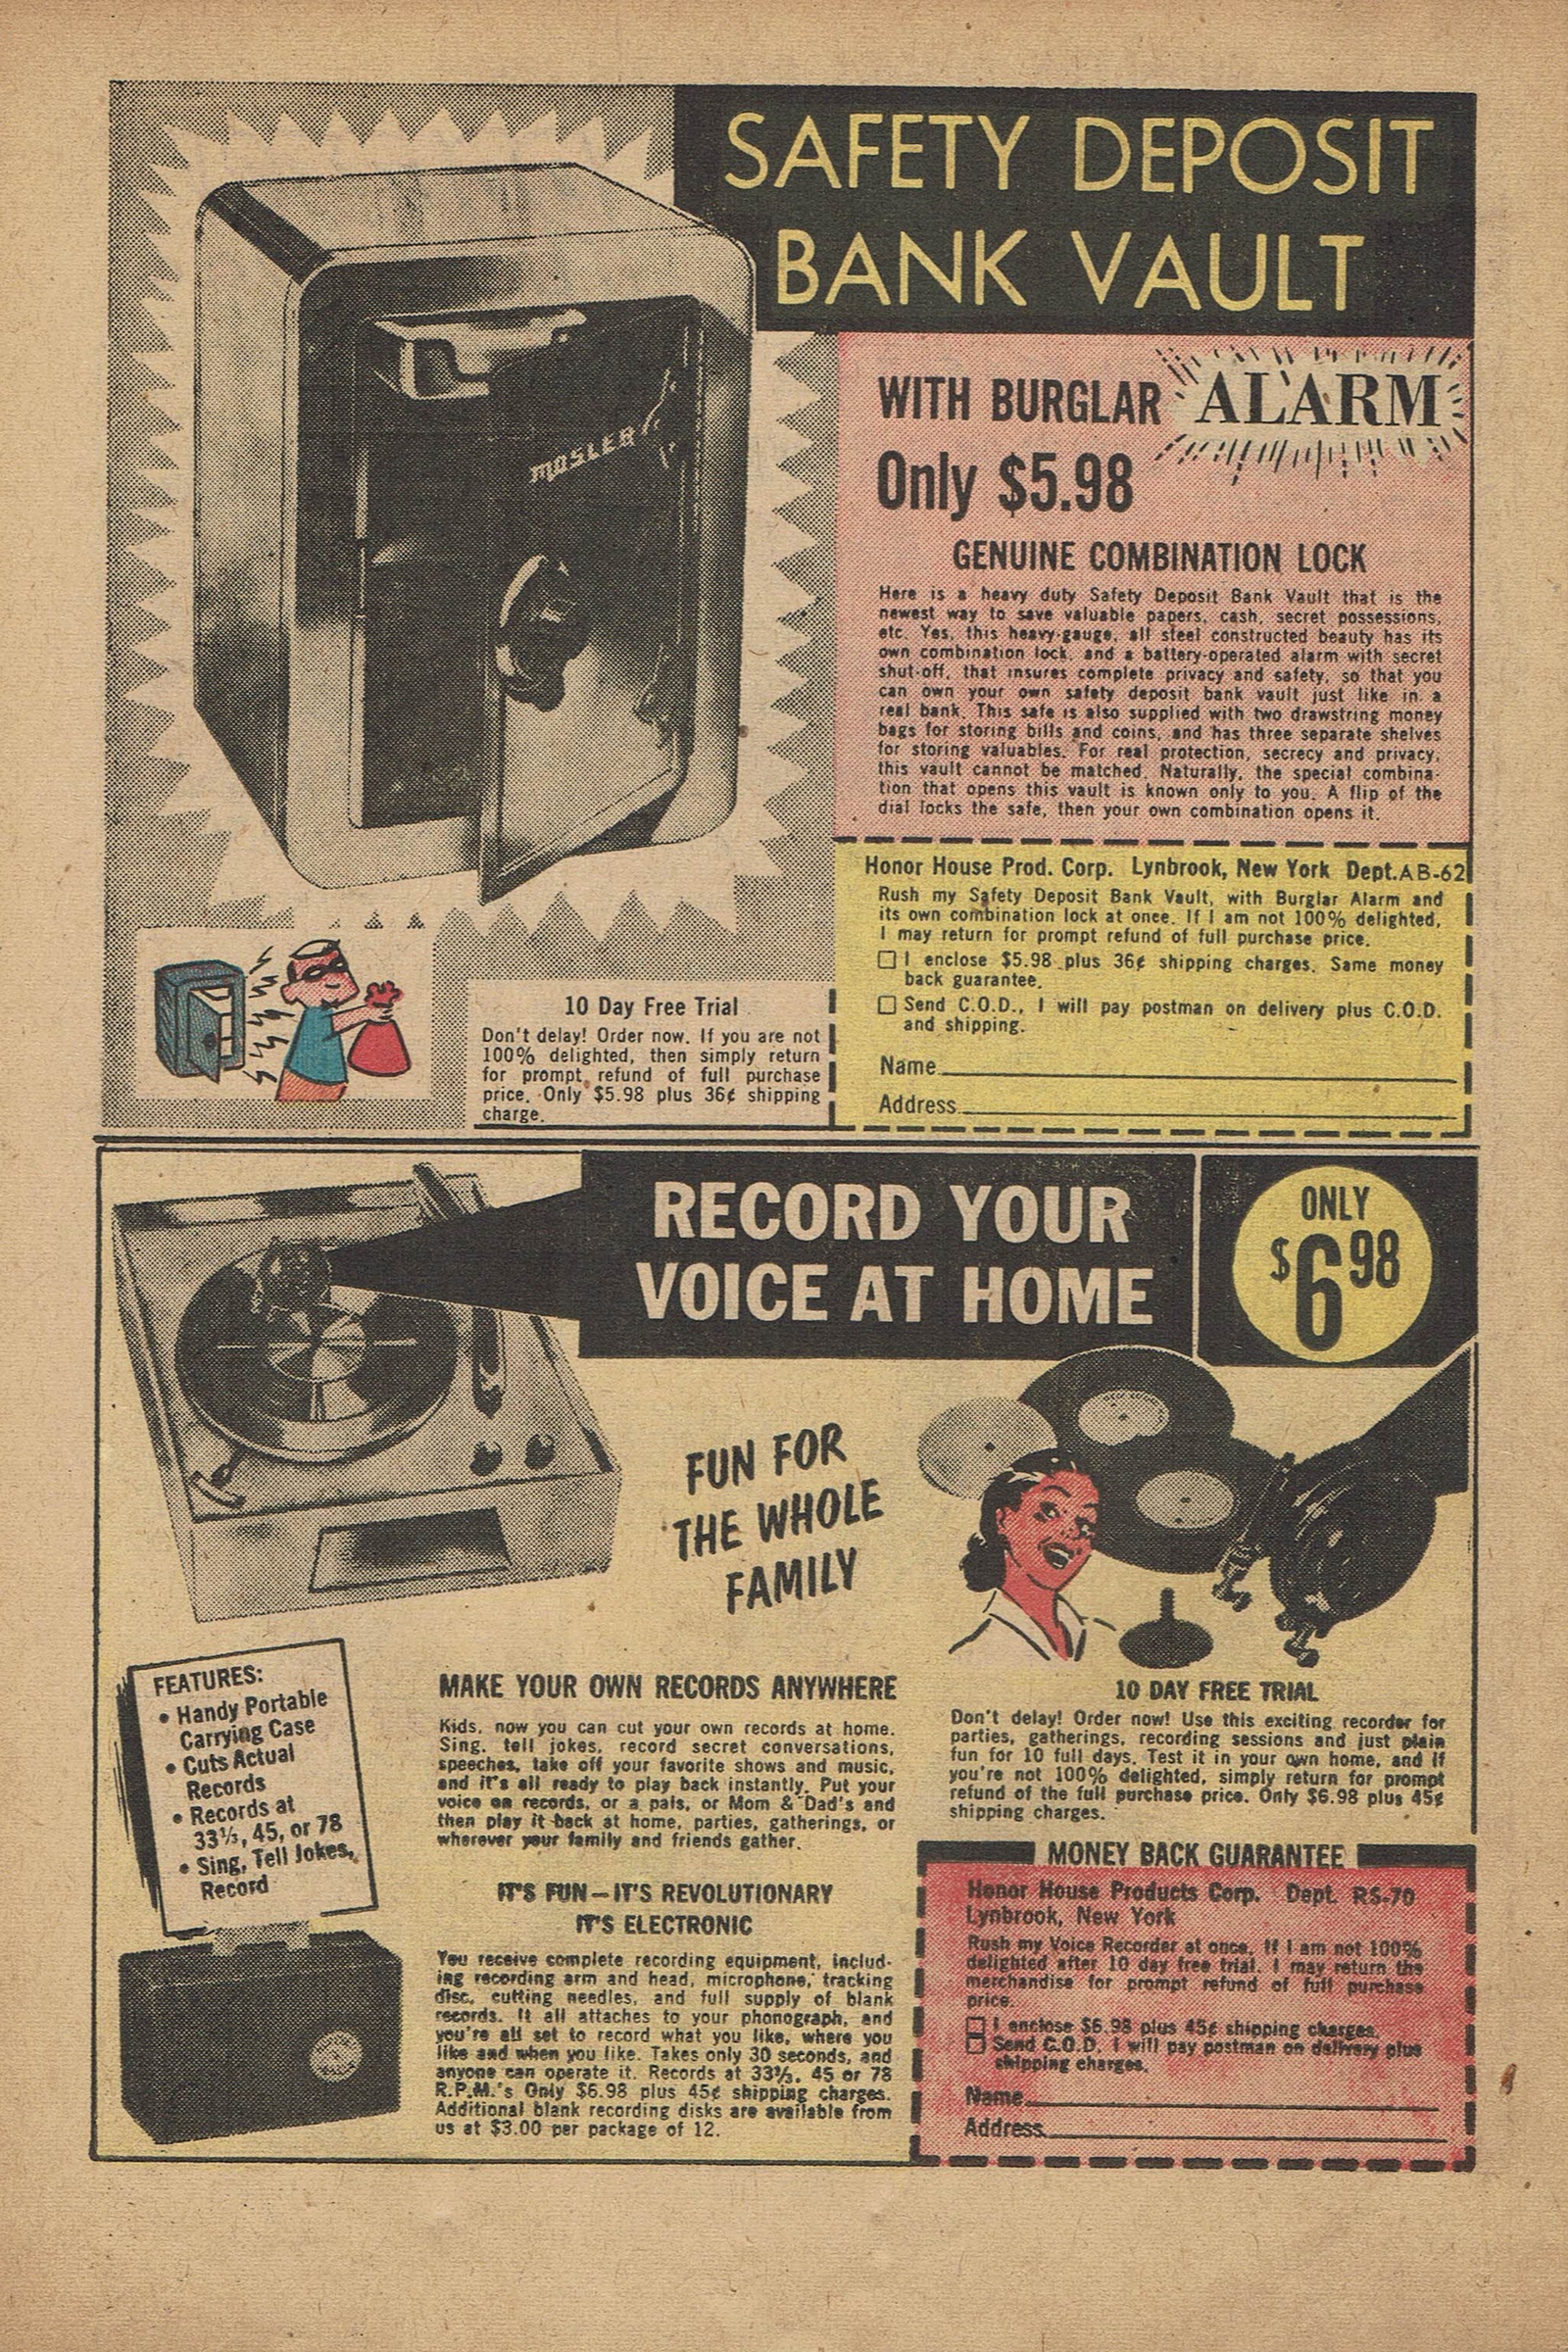 SAFETY DEPOSIT
BANK VAULT
MOSLER
WITH BURGLAR ALARM
Only $5.98
GENUINE COMBINATION LOCK
Here is a heavy duty Safety Deposit Bank Vault that is the
newest way to save valuable papers, cash, secret possessions,
etc. Yes, this heavy-gauge, all steel constructed beauty has its
own combination lock, and a battery-operated alarm with secret
shut-off, that insures complete privacy and safety, so that you
can own your own safety deposit bank vault just like in a
real bank. This safe is also supplied with two drawstring money
bags for storing bills and coins, and has three separate shelves
for storing valuables. For real protection, secrecy and privacy,
this vault cannot be matched. Naturally, the special combina-
tion that opens this vault is known only to you. A flip of the
dial locks the safe, then your own combination opens it.
Honor House Prod. Corp. Lynbrook, New York Dept. AB-62
Rush my Safety Deposit Bank Vault, with Burglar Alarm and
its own combination lock at once. If I am not 100% delighted,
I may return for prompt refund of full purchase price.
I enclose $5.98 plus 36¢ shipping charges. Same money
back guarantee.
Send C.O.D., I will pay postman on delivery plus C.O.D.
and shipping.
Name
Address
10 Day Free Trial
Don't delay! Order now. If you are not
100% delighted, then simply return
for prompt refund of full purchase
price. Only $5.98 plus 36¢ shipping
charge.
RECORD YOUR
VOICE AT HOME
ONLY
$6.98
FUN FOR
THE WHOLE
FAMILY
FEATURES:
• Handy Portable
Carrying Case
• Cuts Actual
Records
• Records at
33⅓, 45, or 78
• Sing, Tell Jokes,
Record
MAKE YOUR OWN RECORDS ANYWHERE
Kids, now you can cut your own records at home.
Sing, tell jokes, record secret conversations,
speeches, take off your favorite shows and music,
and it's all ready to play back instantly. Put your
voice on records, or a pals, or Mom & Dad's and
then play it back at home, parties, gatherings, or
wherever your family and friends gather.
IT'S FUN—IT'S REVOLUTIONARY
IT'S ELECTRONIC
You receive complete recording equipment, includ-
ing recording arm and head, microphone, tracking
disc, cutting needles, and full supply of blank
records. It all attaches to your phonograph, and
you're all set to record what you like, where you
like and when you like. Takes only 30 seconds, and
anyone can operate it. Records at 33⅓, 45 or 78
R.P.M.'s Only $6.98 plus 45¢ shipping charges.
Additional blank recording disks are available from
us at $3.00 per package of 12.
10 DAY FREE TRIAL
Don't delay! Order now! Use this exciting recorder for
parties, gatherings, recording sessions and just plain
fun for 10 full days. Test it in your own home, and if
you're not 100% delighted, simply return for prompt
refund of the full purchase price. Only $6.98 plus 45¢
shipping charges.
MONEY BACK GUARANTEE
Honor House Products Corp. Dept. RS-70
Lynbrook, New York
Rush my Voice Recorder at once. If I am not 100%
delighted after 10 day free trial. I may return the
merchandise for prompt refund of full purchase
price.
I enclose $6.98 plus 45¢ shipping charges.
Send C.O.D. I will pay postman on delivery plus
shipping charges.
Name
Address